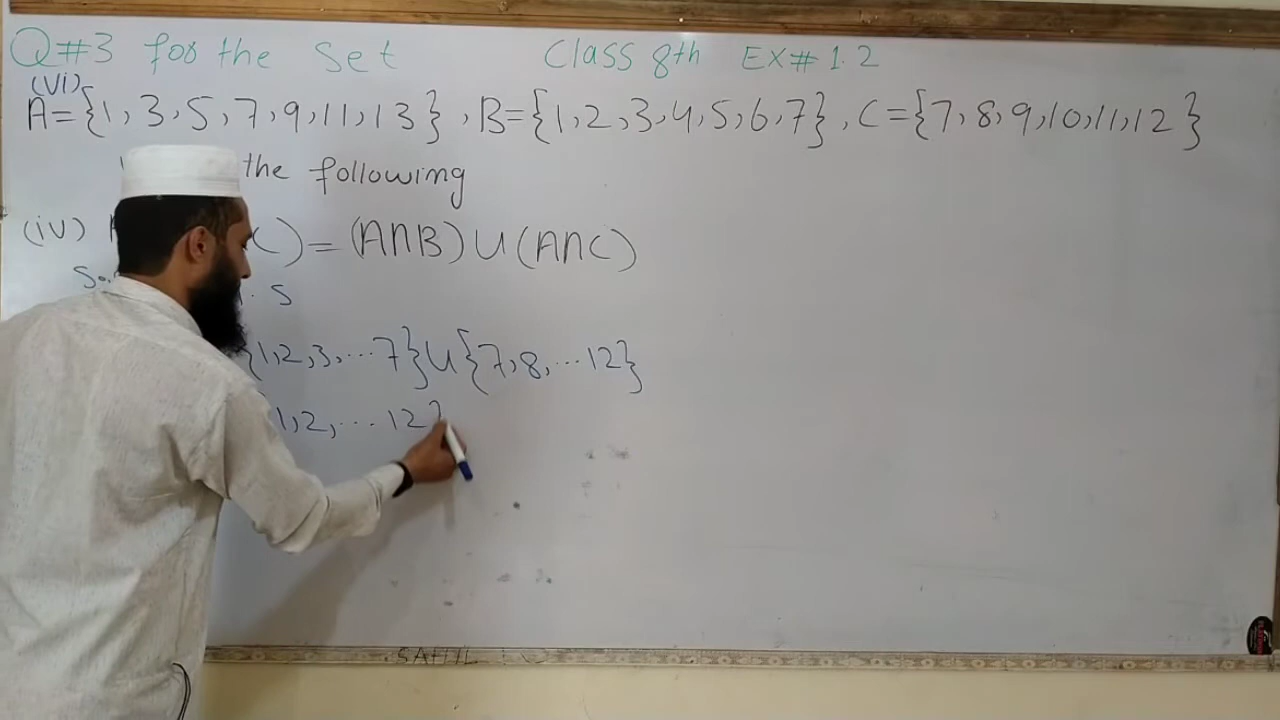 Q#3 for the Set Class 8th EX# 1.2
(vi)
A={1,3,5,7,9,11,13}, B={1,2,3,4,5,6,7}, C={7,8,9,10,11,12}
the following
(iv) C)=(A∩B)∪(A∩C)
S
{1,2,3,...7}∪{7,8,...12}
1,2,...12}